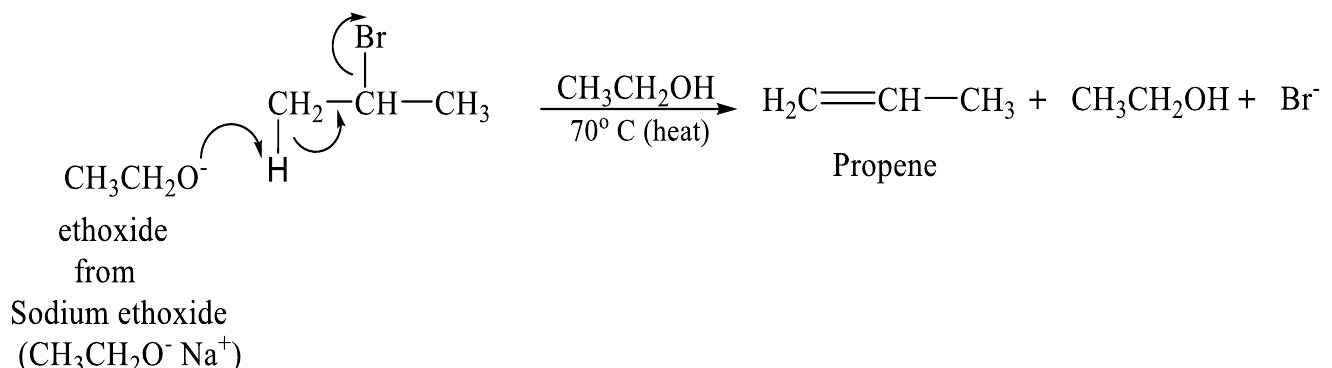 Br
CH₂—CH—CH₃
H
CH₃CH₂O⁻
ethoxide
from
Sodium ethoxide
(CH₃CH₂O⁻ Na⁺)
CH₃CH₂OH
70° C (heat)
H₂C=CH—CH₃ + CH₃CH₂OH + Br⁻
Propene